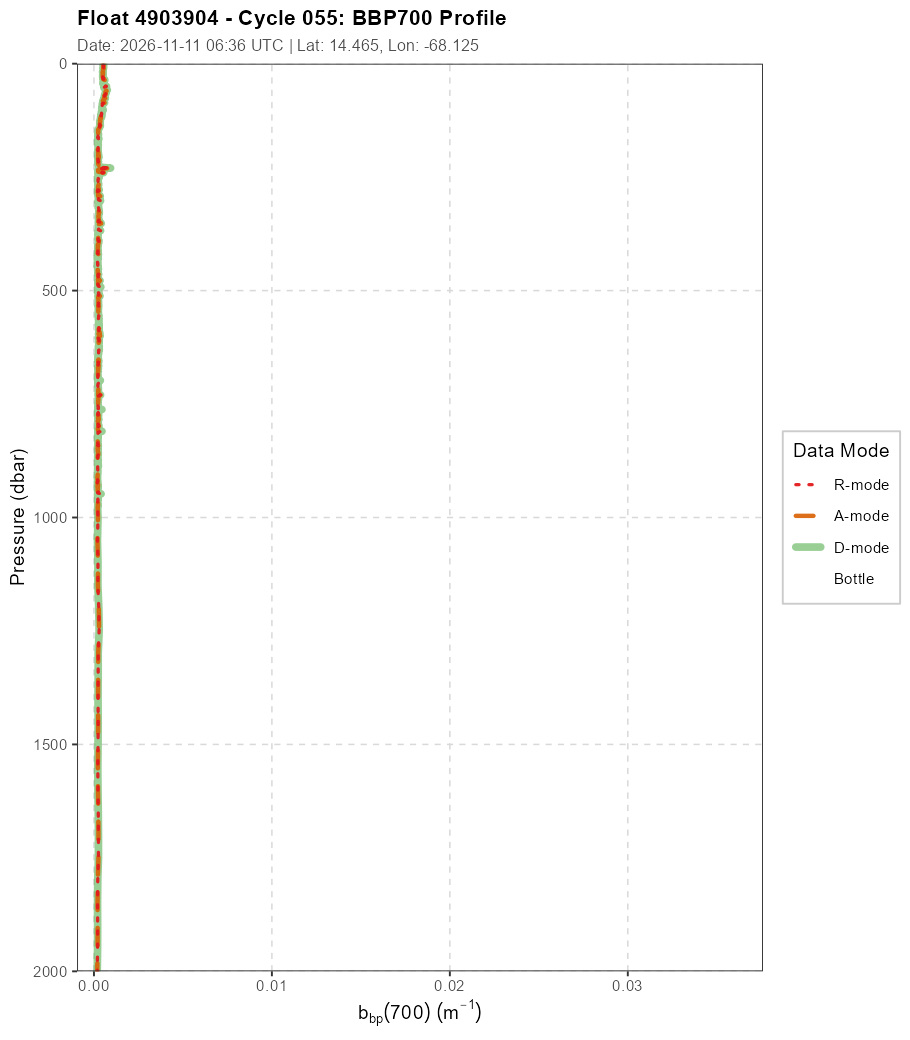 Float 4903904 - Cycle 055: BBP700 Profile
Date: 2026-11-11 06:36 UTC | Lat: 14.465, Lon: -68.125
0
500
1000
1500
2000
Pressure (dbar)
0.00 0.01 0.02 0.03
b_bp(700) (m⁻¹)
Data Mode
R-mode
A-mode
D-mode
Bottle